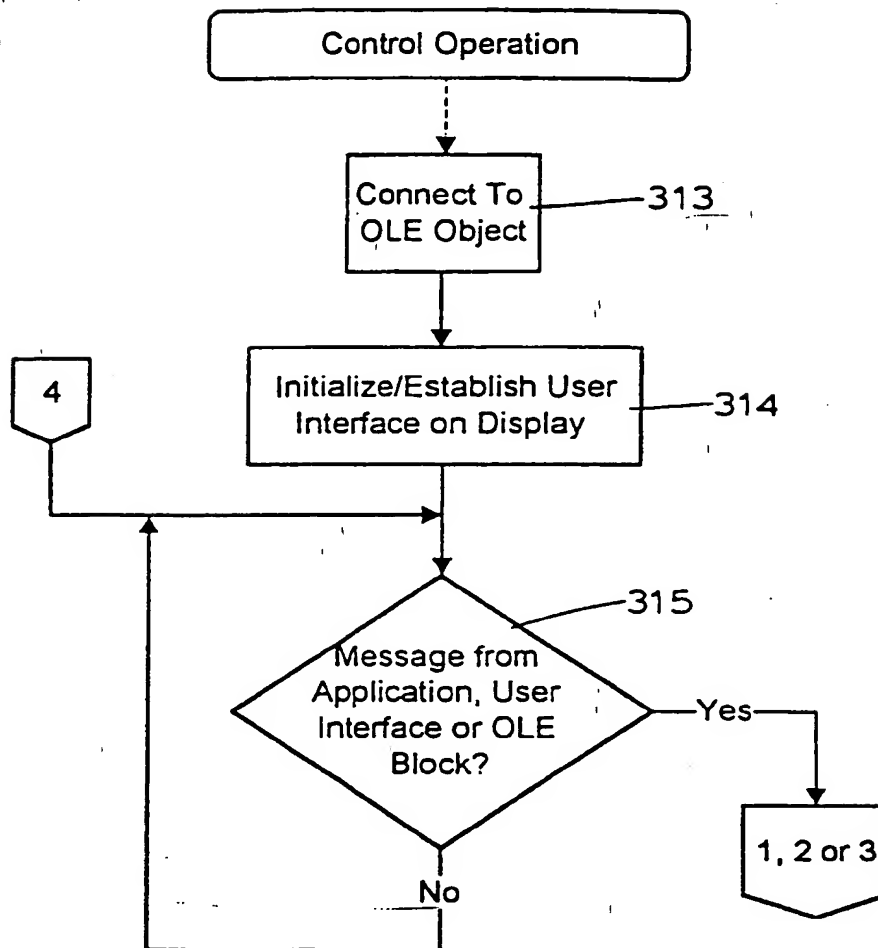 Control Operation
Connect To
OLE Object
313
Initialize/Establish User
Interface on Display
314
4
315
Message from
Application, User
Interface or OLE
Block?
Yes
1, 2 or 3
No